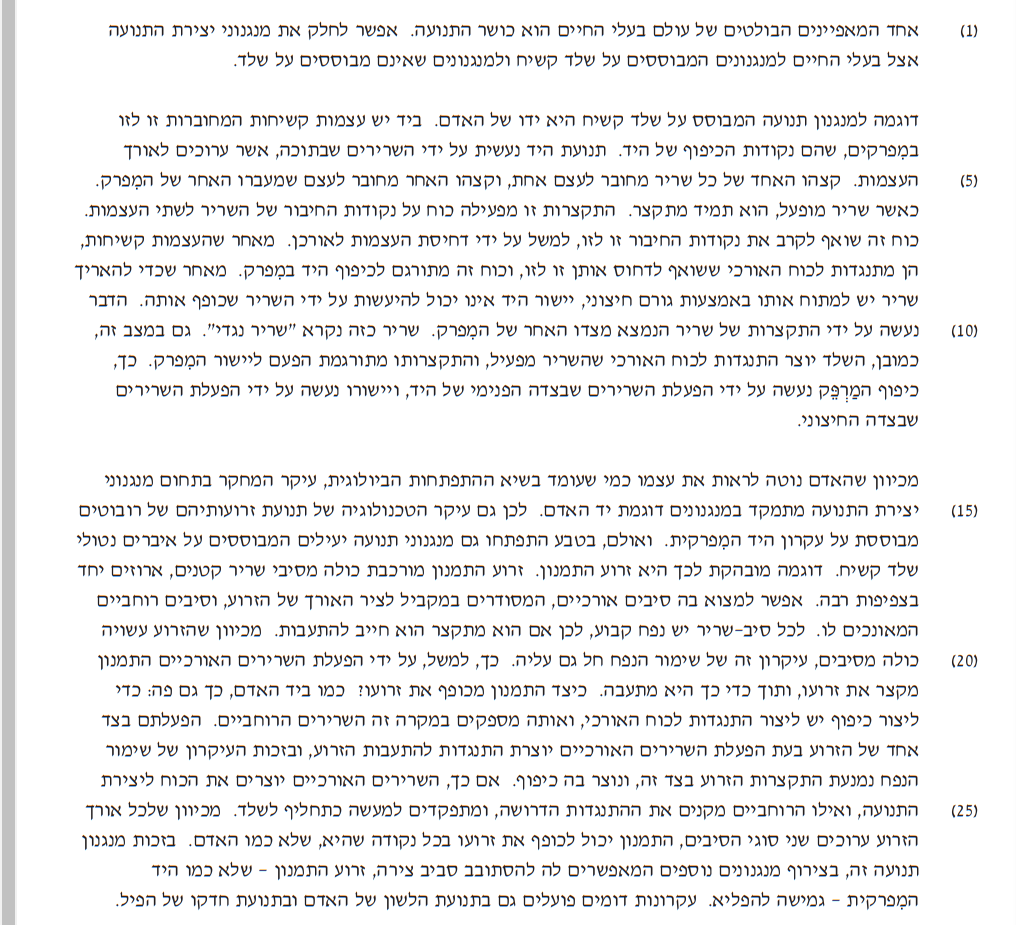 (1) אחד המאפיינים הבולטים של עולם בעלי החיים הוא כושר התנועה. אפשר לחלק את מנגנוני יצירת התנועה
אצל בעלי החיים למנגנונים המבוססים על שלד קשיח ולמנגנונים שאינם מבוססים על שלד.
דוגמה למנגנון תנועה המבוסס על שלד קשיח היא ידו של האדם. ביד יש עצמות קשיחות המחוברות זו לזו
במִפרקים, שהם נקודות הכיפוף של היד. תנועת היד נעשית על ידי השרירים שבתוכה, אשר ערוכים לאורך
(5) העצמות. קצהו האחד של כל שריר מחובר לעצם אחת, וקצהו האחר מחובר לעצם שמעברו האחר של המִפרק.
כאשר שריר מופעל, הוא תמיד מתקצר. התקצרות זו מפעילה כוח על נקודות החיבור של השריר לשתי העצמות.
כוח זה שואף לקרב את נקודות החיבור זו לזו, למשל על ידי דחיסת העצמות לאורכן. מאחר שהעצמות קשיחות,
הן מתנגדות לכוח האורכי ששואף לדחוס אותן זו לזו, וכוח זה מתורגם לכיפוף היד במִפרק. מאחר שכדי להאריך
שריר יש למתוח אותו באמצעות גורם חיצוני, יישור היד אינו יכול להיעשות על ידי השריר שכופף אותה. הדבר
(10) נעשה על ידי התקצרות של שריר הנמצא מצדו האחר של המִפרק. שריר כזה נקרא "שריר נגדי". גם במצב זה,
כמובן, השלד יוצר התנגדות לכוח האורכי שהשריר מפעיל, והתקצרותו מתורגמת הפעם ליישור המִפרק. כך,
כיפוף המַרְפֵּק נעשה על ידי הפעלת השרירים שבצדה הפנימי של היד, ויישורו נעשה על ידי הפעלת השרירים
שבצדה החיצוני.
מכיוון שהאדם נוטה לראות את עצמו כמי שעומד בשיא ההתפתחות הביולוגית, עיקר המחקר בתחום מנגנוני
(15) יצירת התנועה מתמקד במנגנונים דוגמת יד האדם. לכן גם עיקר הטכנולוגיה של תנועת זרועותיהם של רובוטים
מבוססת על עקרון היד המִפרקית. ואולם, בטבע התפתחו גם מנגנוני תנועה יעילים המבוססים על איברים נטולי
שלד קשיח. דוגמה מובהקת לכך היא זרוע התמנון. זרוע התמנון מורכבת כולה מסיבי שריר קטנים, ארוזים יחד
בצפיפות רבה. אפשר למצוא בה סיבים אורכיים, המסודרים במקביל לציר האורך של הזרוע, וסיבים רוחביים
המאונכים לו. לכל סיב-שריר יש נפח קבוע, לכן אם הוא מתקצר הוא חייב להתעבות. מכיוון שהזרוע עשויה
(20) כולה מסיבים, עיקרון זה של שימור הנפח חל גם עליה. כך, למשל, על ידי הפעלת השרירים האורכיים התמנון
מקצר את זרועו, ותוך כדי כך היא מתעבה. כיצד התמנון מכופף את זרועו? כמו ביד האדם, כך גם פה: כדי
ליצור כיפוף יש ליצור התנגדות לכוח האורכי, ואותה מספקים במקרה זה השרירים הרוחביים. הפעלתם בצד
אחד של הזרוע בעת הפעלת השרירים האורכיים יוצרת התנגדות להתעבות הזרוע, ובזכות העיקרון של שימור
הנפח נמנעת התקצרות הזרוע בצד זה, ונוצר בה כיפוף. אם כך, השרירים האורכיים יוצרים את הכוח ליצירת
(25) התנועה, ואילו הרוחביים מקנים את ההתנגדות הדרושה, ומתפקדים למעשה כתחליף לשלד. מכיוון שלכל אורך
הזרוע ערוכים שני סוגי הסיבים, התמנון יכול לכופף את זרועו בכל נקודה שהיא, שלא כמו האדם. בזכות מנגנון
תנועה זה, בצירוף מנגנונים נוספים המאפשרים לה להסתובב סביב צירה, זרוע התמנון – שלא כמו היד
המִפרקית – גמישה להפליא. עקרונות דומים פועלים גם בתנועת הלשון של האדם ובתנועת חדקו של הפיל.